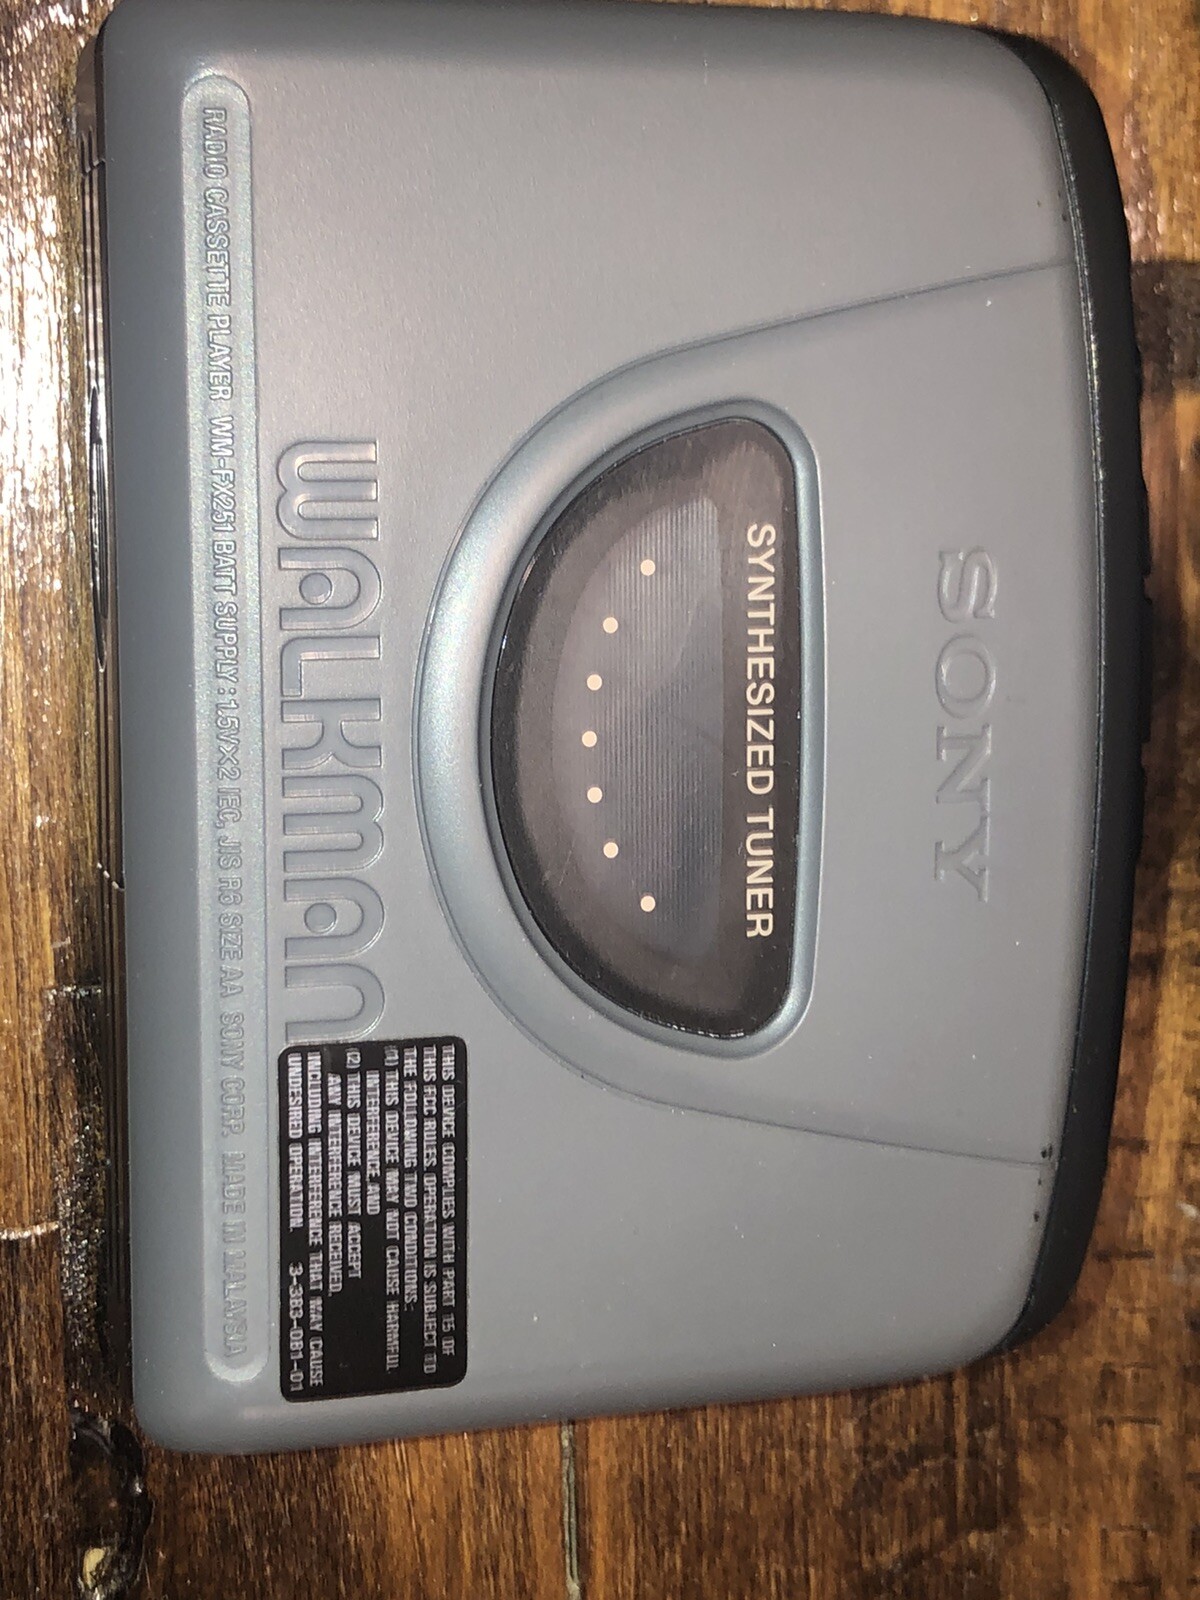 SONY
SYNTHESIZED TUNER
WALKMAN
THIS DEVICE COMPLIES WITH PART 15 OF
THIS FCC RULES. OPERATION IS SUBJECT TO
THE FOLLOWING TWO CONDITIONS:
(1) THIS DEVICE MAY NOT CAUSE HARMFUL
INTERFERENCE, AND
(2) THIS DEVICE MUST ACCEPT
ANY INTERFERENCE RECEIVED,
INCLUDING INTERFERENCE THAT MAY CAUSE
UNDESIRED OPERATION. 3-383-081-01
RADIO CASSETTE PLAYER WM-FX251 BATT SUPPLY : 1.5V×2 IEC, JIS R6 SIZE AA SONY CORP. MADE IN MALAYSIA